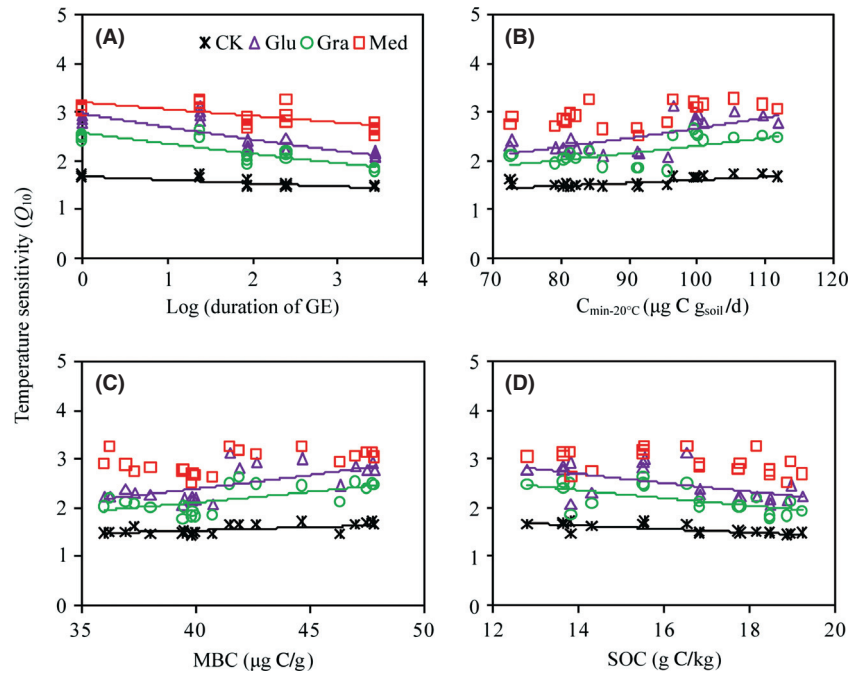 (A) CK Glu Gra Med
5
4
3
2
1
0
0 1 2 3 4
Log (duration of GE)
(B)
5
4
3
2
1
0
70 80 90 100 110 120
Cmin-20°C (µg C gsoil/d)
Temperature sensitivity (Q10)
(C)
5
4
3
2
1
0
35 40 45 50
MBC (µg C/g)
(D)
5
4
3
2
1
0
12 14 16 18 20
SOC (g C/kg)